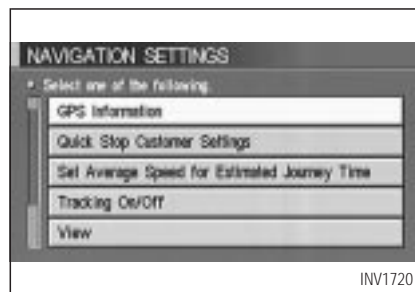 NAVIGATION SETTINGS
Select one of the following.
GPS Information
Quick Stop Customer Settings
Set Average Speed for Estimated Journey Time
Tracking On/Off
View
INV1720